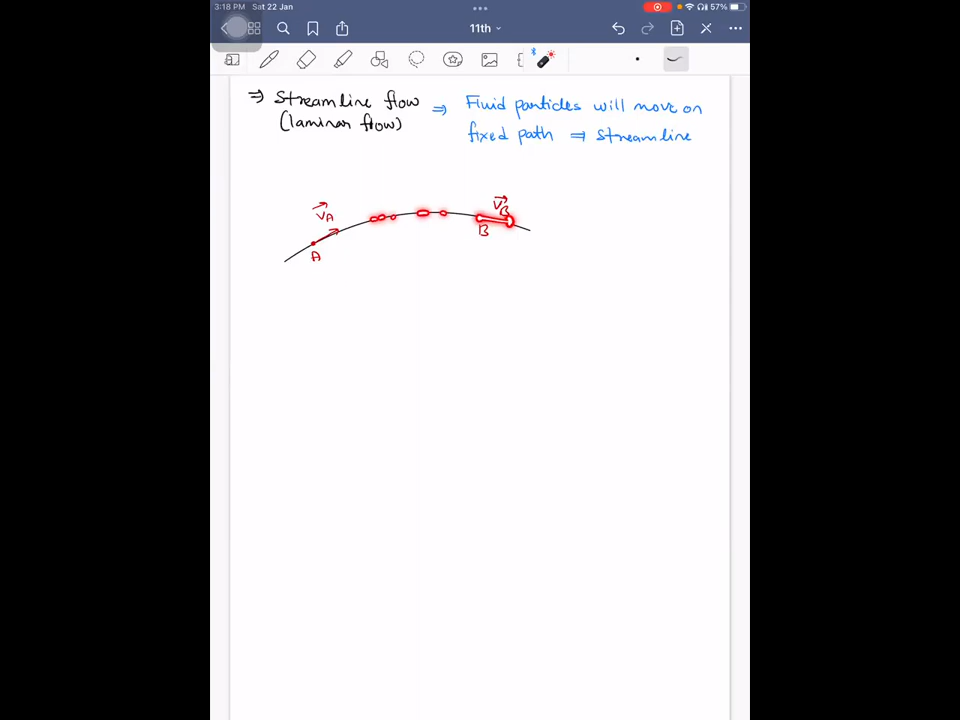 3:18 PM Sat 22 Jan
57%
11th
⇒ Streamline flow ⇒ Fluid particles will move on
(laminar flow) fixed path ⇒ streamline
V⃗A V⃗B
A B